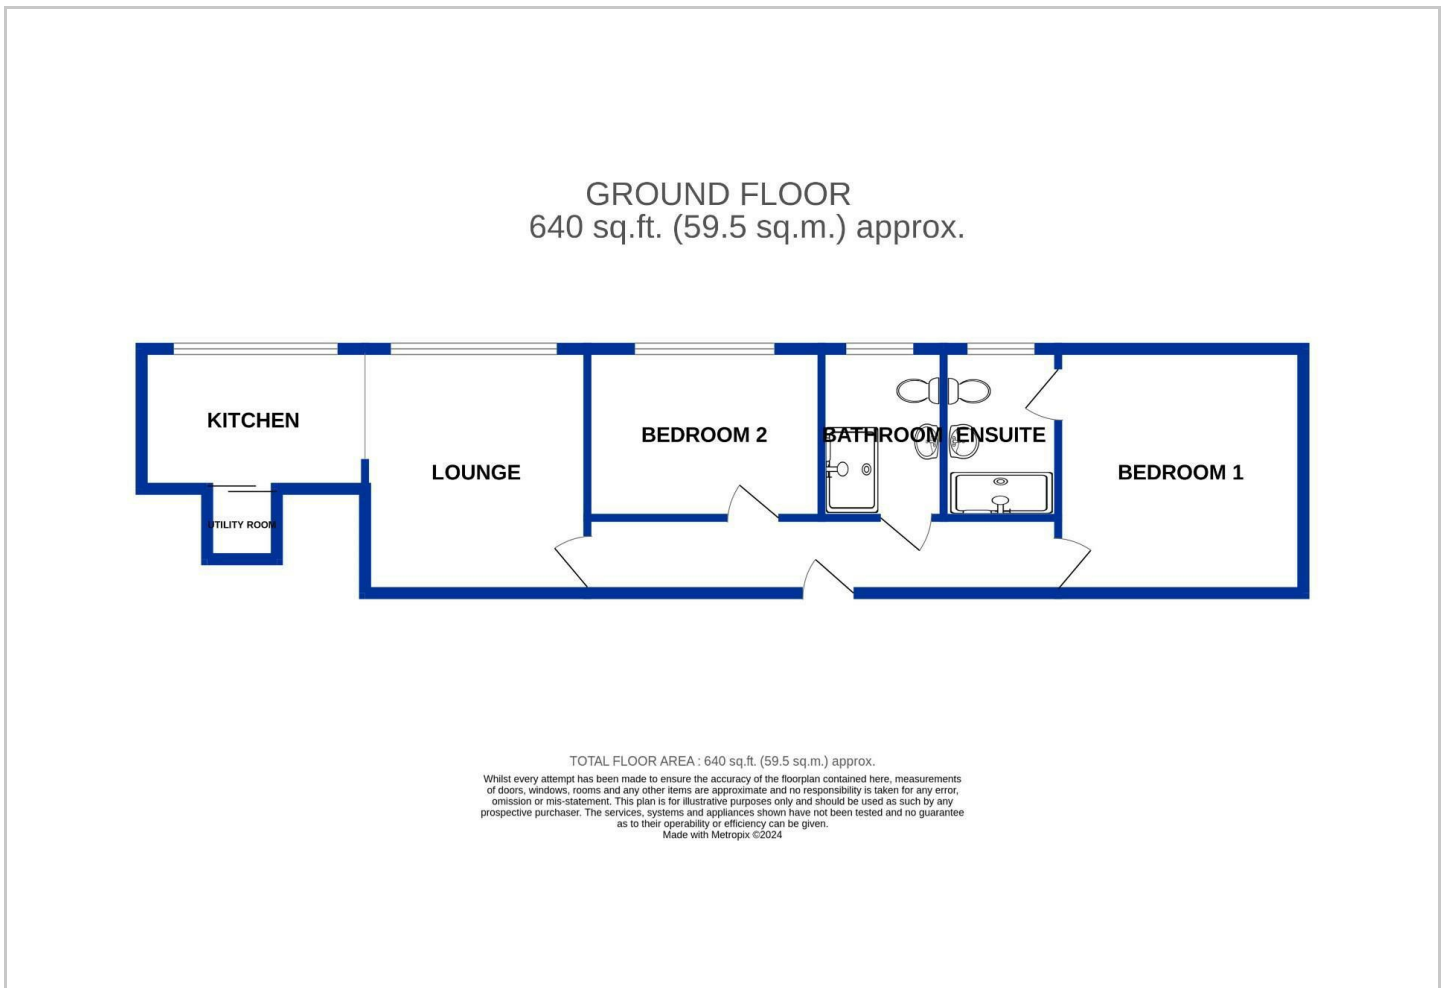 GROUND FLOOR
640 sq.ft. (59.5 sq.m.) approx.
KITCHEN
LOUNGE
UTILITY ROOM
BEDROOM 2
BATHROOM
ENSUITE
BEDROOM 1
TOTAL FLOOR AREA : 640 sq.ft. (59.5 sq.m.) approx.
Whilst every attempt has been made to ensure the accuracy of the floorplan contained here, measurements
of doors, windows, rooms and any other items are approximate and no responsibility is taken for any error,
omission or mis-statement. This plan is for illustrative purposes only and should be used as such by any
prospective purchaser. The services, systems and appliances shown have not been tested and no guarantee
as to their operability or efficiency can be given.
Made with Metropix ©2024